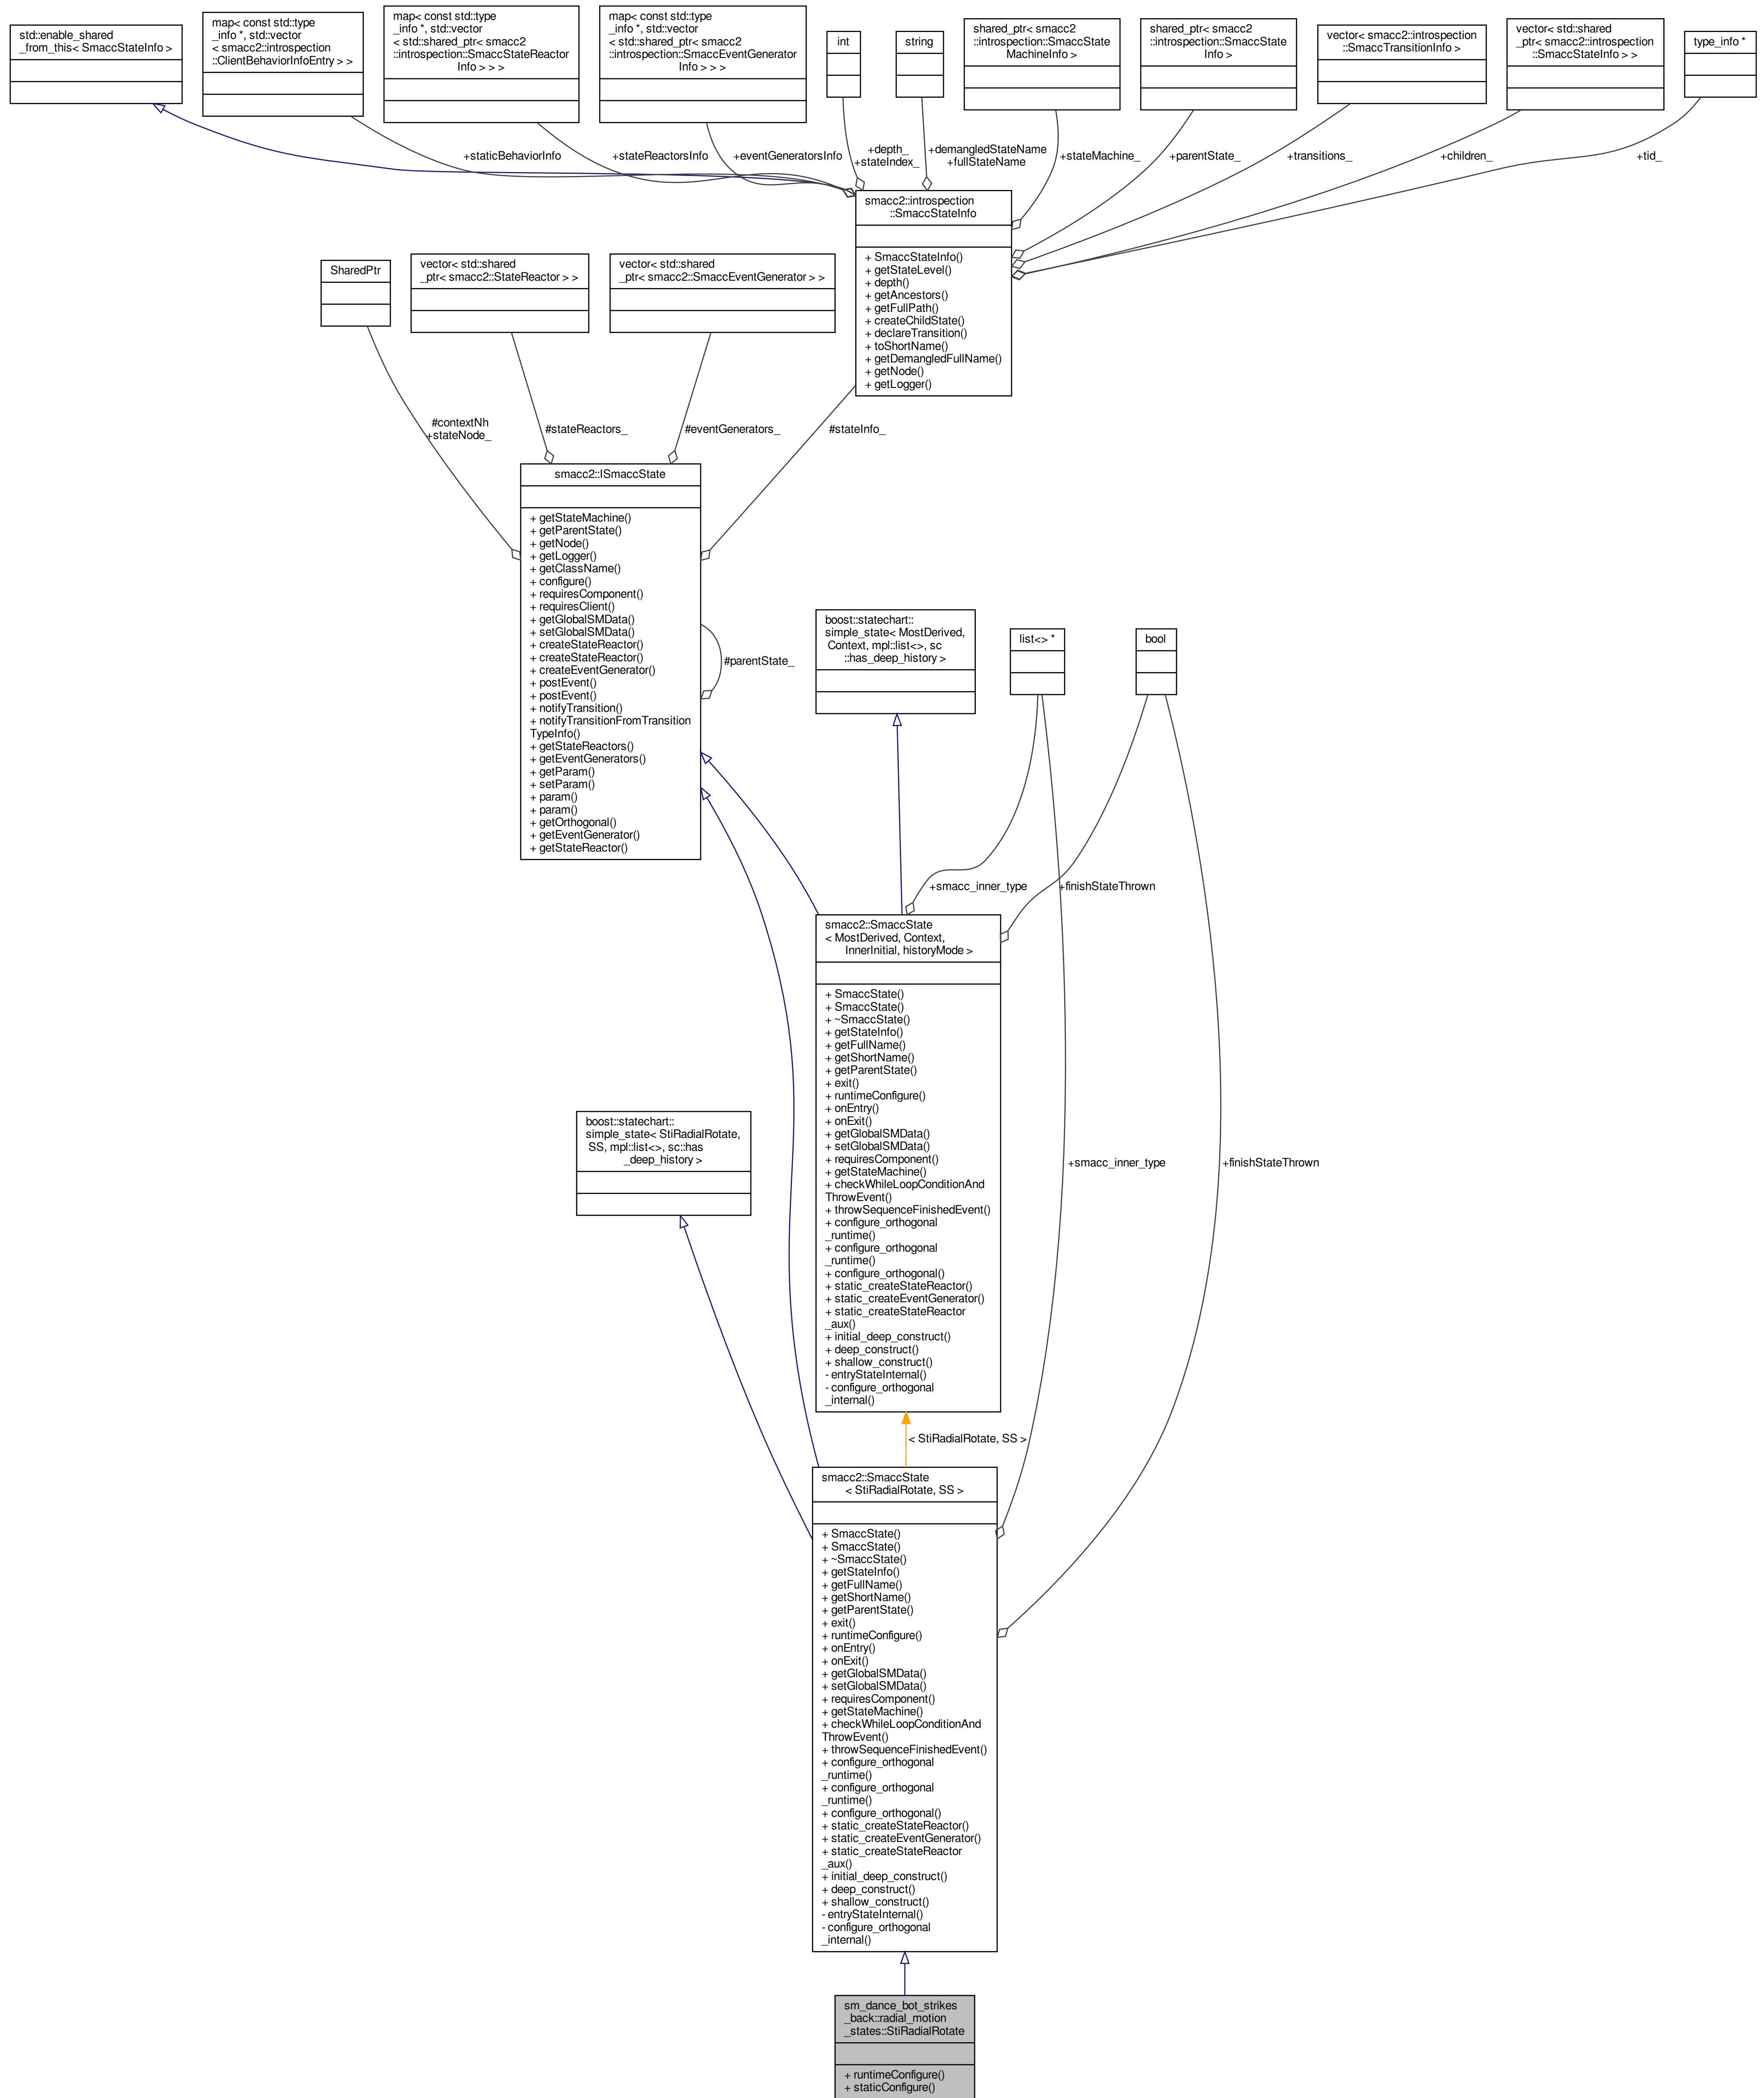 std::enable_shared
_from_this< SmaccStateInfo >
map< const std::type
_info *, std::vector
< smacc2::introspection
::ClientBehaviorInfoEntry > >
map< const std::type
_info *, std::vector
< std::shared_ptr< smacc2
::introspection::SmaccStateReactor
Info > > >
map< const std::type
_info *, std::vector
< std::shared_ptr< smacc2
::introspection::SmaccEventGenerator
Info > > >
int
string
shared_ptr< smacc2
::introspection::SmaccState
MachineInfo >
shared_ptr< smacc2
::introspection::SmaccState
Info >
vector< smacc2::introspection
::SmaccTransitionInfo >
vector< std::shared
_ptr< smacc2::introspection
::SmaccStateInfo > >
type_info *
+staticBehaviorInfo
+stateReactorsInfo
+eventGeneratorsInfo
+depth_
+stateIndex_
+demangledStateName
+fullStateName
+stateMachine_
+parentState_
+transitions_
+children_
+tid_
smacc2::introspection
::SmaccStateInfo
+ SmaccStateInfo()
+ getStateLevel()
+ depth()
+ getAncestors()
+ getFullPath()
+ createChildState()
+ declareTransition()
+ toShortName()
+ getDemangledFullName()
+ getNode()
+ getLogger()
SharedPtr
vector< std::shared
_ptr< smacc2::StateReactor > >
vector< std::shared
_ptr< smacc2::SmaccEventGenerator > >
#contextNh
+stateNode_
#stateReactors_
#eventGenerators_
#stateInfo_
smacc2::ISmaccState
+ getStateMachine()
+ getParentState()
+ getNode()
+ getLogger()
+ getClassName()
+ configure()
+ requiresComponent()
+ requiresClient()
+ getGlobalSMData()
+ setGlobalSMData()
+ createStateReactor()
+ createStateReactor()
+ createEventGenerator()
+ postEvent()
+ postEvent()
+ notifyTransition()
+ notifyTransitionFromTransition
TypeInfo()
+ getStateReactors()
+ getEventGenerators()
+ getParam()
+ setParam()
+ param()
+ param()
+ getOrthogonal()
+ getEventGenerator()
+ getStateReactor()
#parentState_
boost::statechart::
simple_state< MostDerived,
Context, mpl::list<>, sc
::has_deep_history >
list<> *
bool
+smacc_inner_type
+finishStateThrown
smacc2::SmaccState
< MostDerived, Context,
InnerInitial, historyMode >
+ SmaccState()
+ SmaccState()
+ ~SmaccState()
+ getStateInfo()
+ getFullName()
+ getShortName()
+ getParentState()
+ exit()
+ runtimeConfigure()
+ onEntry()
+ onExit()
+ getGlobalSMData()
+ setGlobalSMData()
+ requiresComponent()
+ getStateMachine()
+ checkWhileLoopConditionAnd
ThrowEvent()
+ throwSequenceFinishedEvent()
+ configure_orthogonal
_runtime()
+ configure_orthogonal
_runtime()
+ configure_orthogonal()
+ static_createStateReactor()
+ static_createEventGenerator()
+ static_createStateReactor
_aux()
+ initial_deep_construct()
+ deep_construct()
+ shallow_construct()
- entryStateInternal()
- configure_orthogonal
_internal()
boost::statechart::
simple_state< StiRadialRotate,
SS, mpl::list<>, sc::has
_deep_history >
+smacc_inner_type
+finishStateThrown
< StiRadialRotate, SS >
smacc2::SmaccState
< StiRadialRotate, SS >
+ SmaccState()
+ SmaccState()
+ ~SmaccState()
+ getStateInfo()
+ getFullName()
+ getShortName()
+ getParentState()
+ exit()
+ runtimeConfigure()
+ onEntry()
+ onExit()
+ getGlobalSMData()
+ setGlobalSMData()
+ requiresComponent()
+ getStateMachine()
+ checkWhileLoopConditionAnd
ThrowEvent()
+ throwSequenceFinishedEvent()
+ configure_orthogonal
_runtime()
+ configure_orthogonal
_runtime()
+ configure_orthogonal()
+ static_createStateReactor()
+ static_createEventGenerator()
+ static_createStateReactor
_aux()
+ initial_deep_construct()
+ deep_construct()
+ shallow_construct()
- entryStateInternal()
- configure_orthogonal
_internal()
sm_dance_bot_strikes
_back::radial_motion
_states::StiRadialRotate
+ runtimeConfigure()
+ staticConfigure()